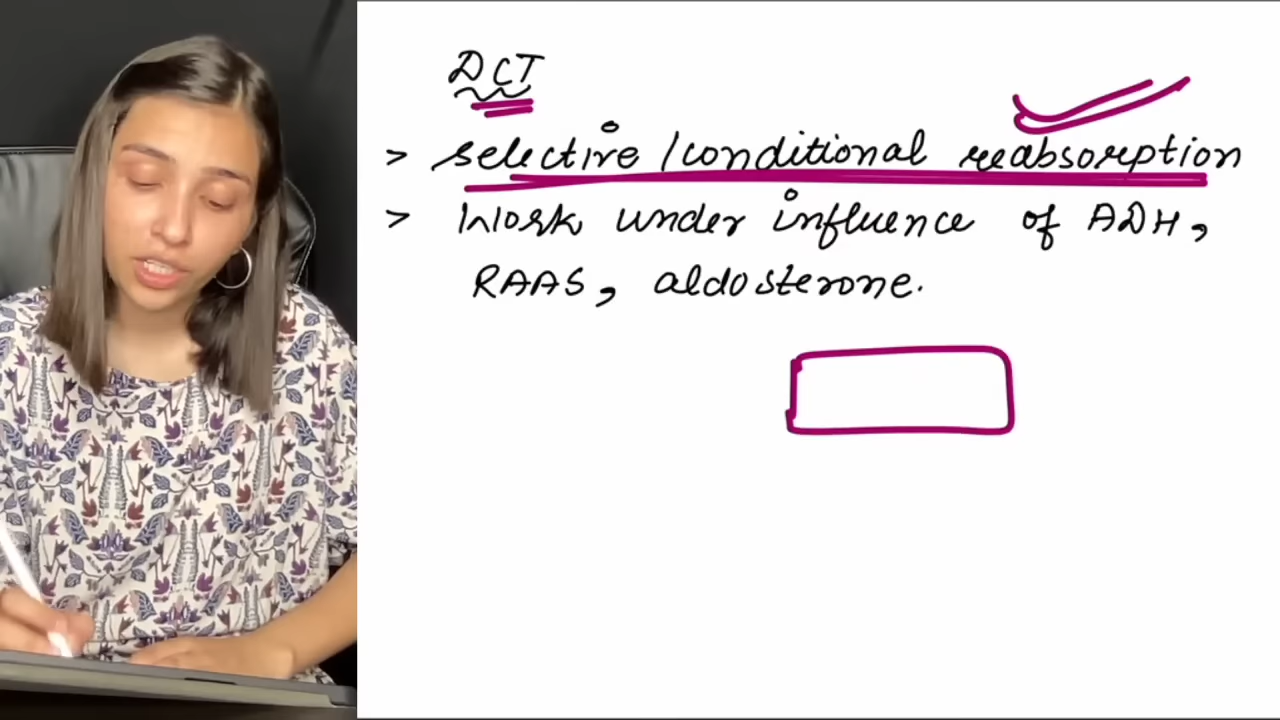 DCT
> selective /conditional reabsorption
> Work under influence of ADH,
RAAS, aldosterone.